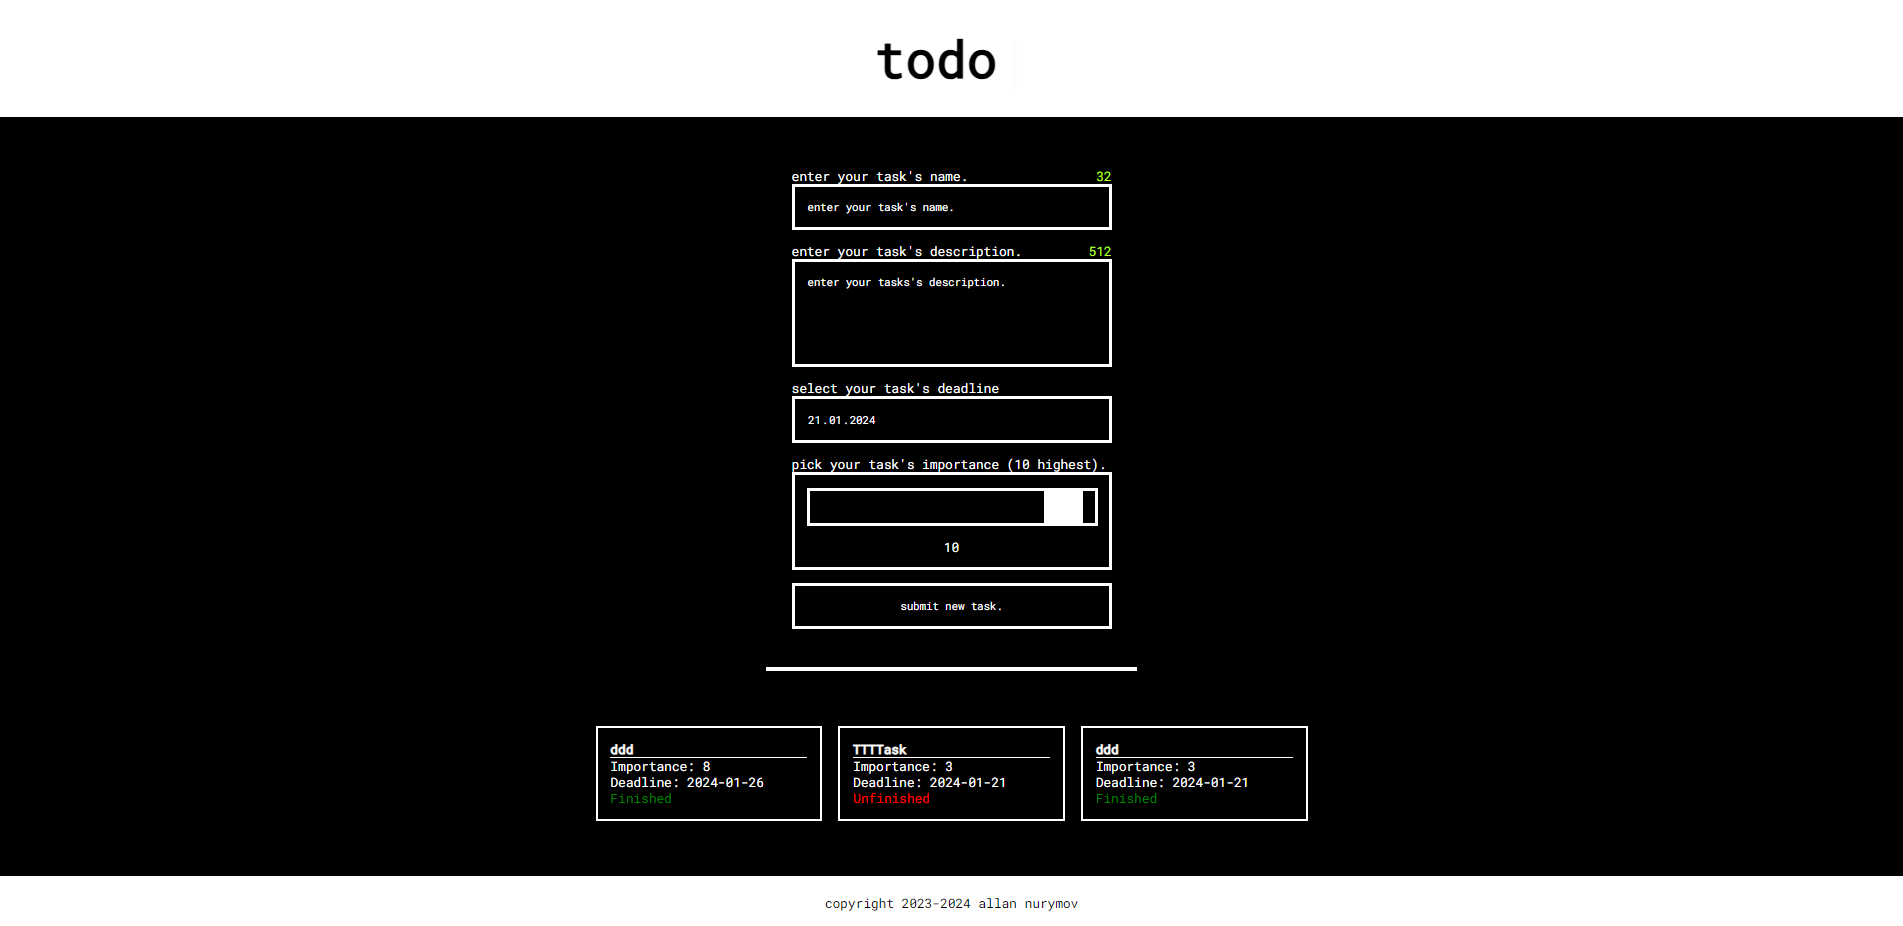 todo
enter your task's name. 32
enter your task's name.
enter your task's description. 512
enter your tasks's description.
select your task's deadline
21.01.2024
pick your task's importance (10 highest).
10
submit new task.
ddd
Importance: 8
Deadline: 2024-01-26
Finished
TTTTask
Importance: 3
Deadline: 2024-01-21
Unfinished
ddd
Importance: 3
Deadline: 2024-01-21
Finished
copyright 2023-2024 allan nurymov